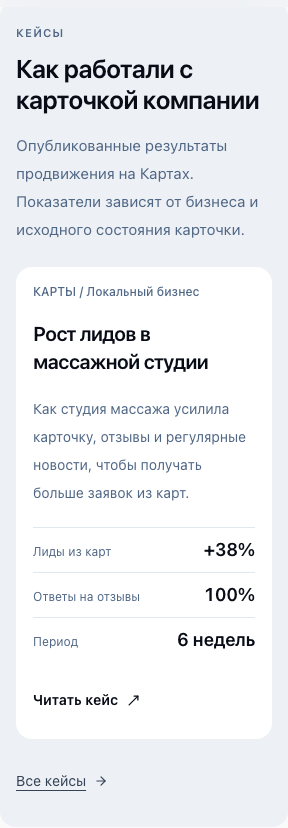 КЕЙСЫ
Как работали с
карточкой компании
Опубликованные результаты
продвижения на Картах.
Показатели зависят от бизнеса и
исходного состояния карточки.
КАРТЫ / Локальный бизнес
Рост лидов в
массажной студии
Как студия массажа усилила
карточку, отзывы и регулярные
новости, чтобы получать
больше заявок из карт.
Лиды из карт +38%
Ответы на отзывы 100%
Период 6 недель
Читать кейс ↗
Все кейсы →